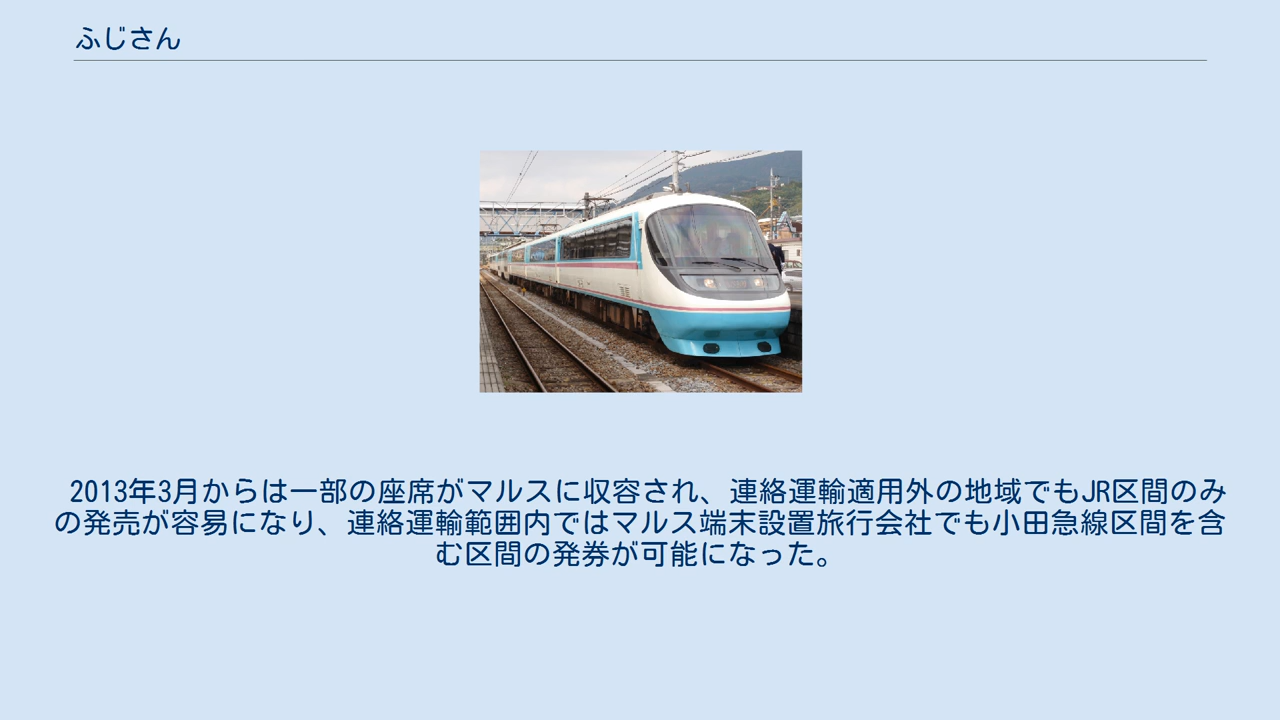 ふじさん
2013年3月からは一部の座席がマルスに収容され、連絡運輸適用外の地域でもJR区間のみ
の発売が容易になり、連絡運輸範囲内ではマルス端末設置旅行会社でも小田急線区間を含
む区間の発券が可能になった。